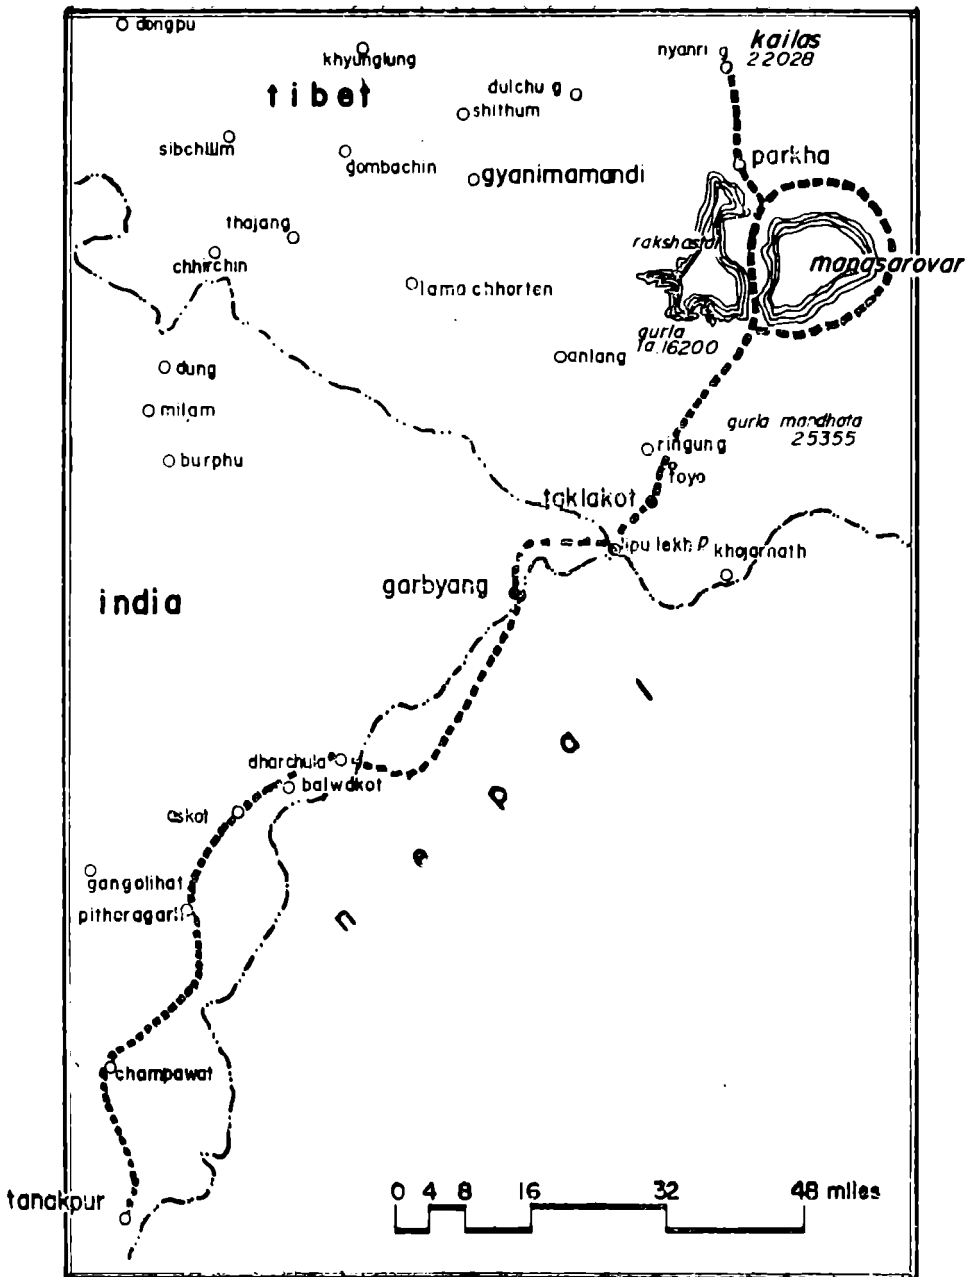 dongpu
khyunglung
nyanri g
kailas
22028
tibet
dulchu g
shithum
sibchilim
gombachin
gyanimamandi
parkha
thajang
chhirchin
rakshastal
manasarovar
lama chhorten
gurla
la.16200
anlang
dung
milam
gurla mandhata
25355
burphu
ringung
toyo
taklakot
lipu lekh P
khojarnath
garbyang
india
nepal
dharchula
balwakot
askot
gangolihat
pithoragarh
champawat
tanakpur
0 4 8 16 32 48 miles